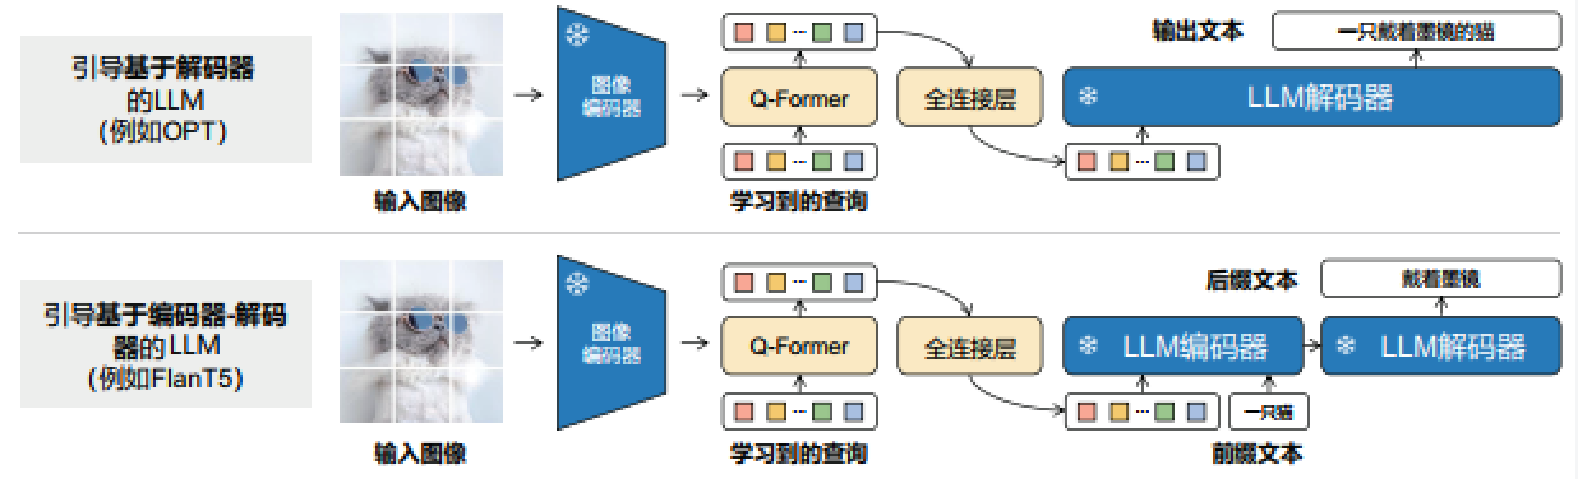 引导基于解码器
的LLM
(例如OPT)
输入图像
图像
编码器
Q-Former
学习到的查询
全连接层
输出文本
一只戴着墨镜的猫
LLM解码器
引导基于编码器-解码
器的LLM
(例如FlanT5)
输入图像
图像
编码器
Q-Former
学习到的查询
全连接层
后缀文本
戴着墨镜
LLM编码器
LLM解码器
一只猫
前缀文本